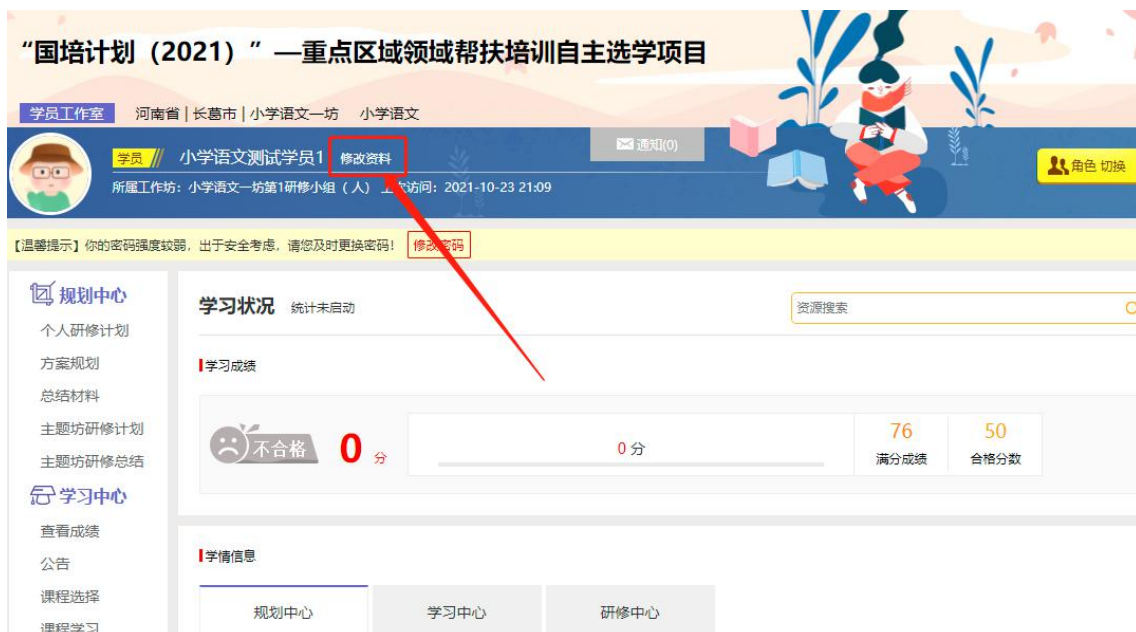 “国培计划（2021）”—重点区域领域帮扶培训自主选学项目
学员工作室 河南省 | 长葛市 | 小学语文一坊 小学语文
通知(0)
学员 小学语文测试学员1 修改资料
角色 切换
所属工作坊：小学语文一坊第1研修小组（ 人） 上次访问：2021-10-23 21:09
【温馨提示】你的密码强度较弱，出于安全考虑，请您及时更换密码！ 修改密码
规划中心
个人研修计划
方案规划
总结材料
主题坊研修计划
主题坊研修总结
学习中心
查看成绩
公告
课程选择
课程学习
学习状况 统计未启动
资源搜索
学习成绩
不合格 0 分
0 分
76 50
满分成绩 合格分数
学情信息
规划中心 学习中心 研修中心